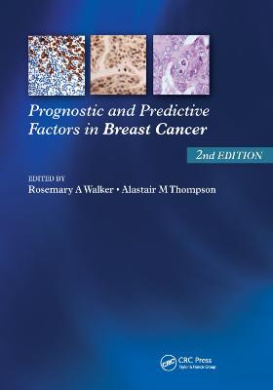 Prognostic and Predictive
Factors in Breast Cancer
2nd EDITION
EDITED BY
Rosemary A Walker • Alastair M Thompson
CRC Press
Taylor & Francis Group